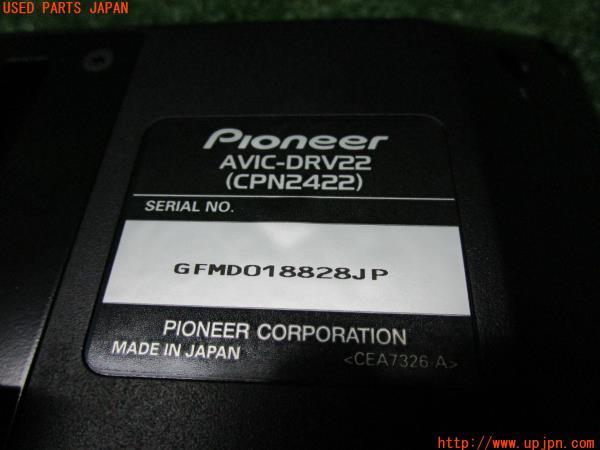 USED PARTS JAPAN
Pioneer
AVIC-DRV22
(CPN2422)
SERIAL NO.
GFMD018828JP
PIONEER CORPORATION
MADE IN JAPAN
<CEA7326-A>
http://www.upjpn.com/